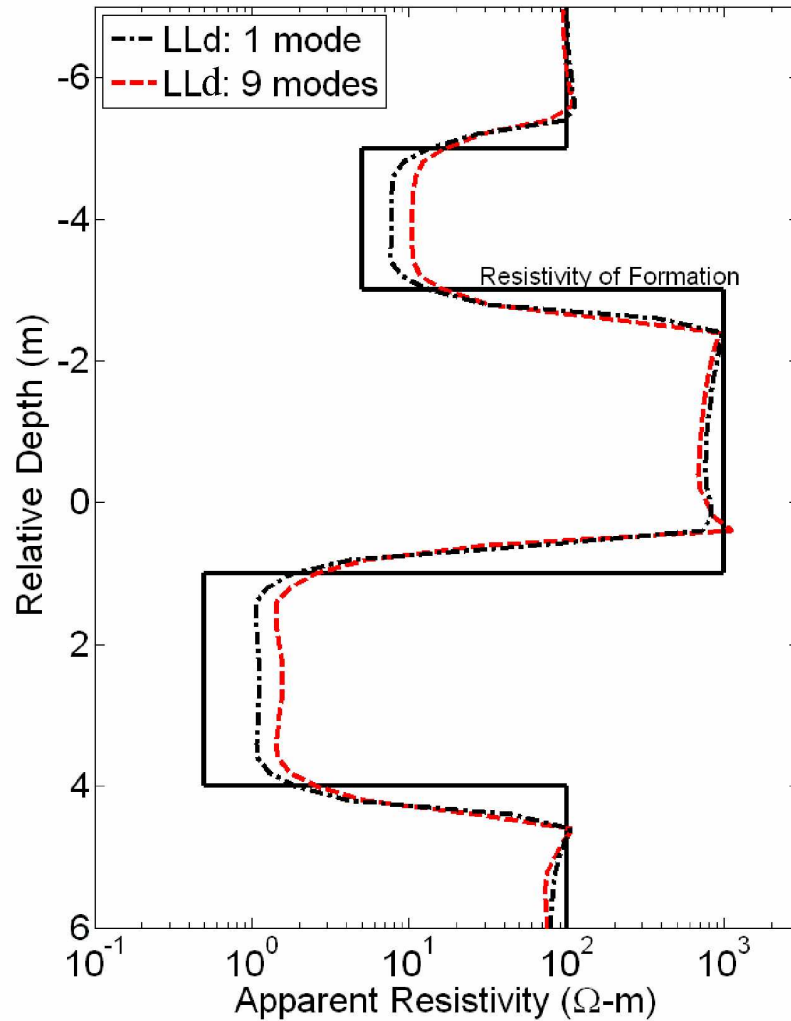 LLd: 1 mode
LLd: 9 modes
-6
-4
Resistivity of Formation
-2
0
2
4
6
Relative Depth (m)
10⁻¹ 10⁰ 10¹ 10² 10³
Apparent Resistivity (Ω-m)